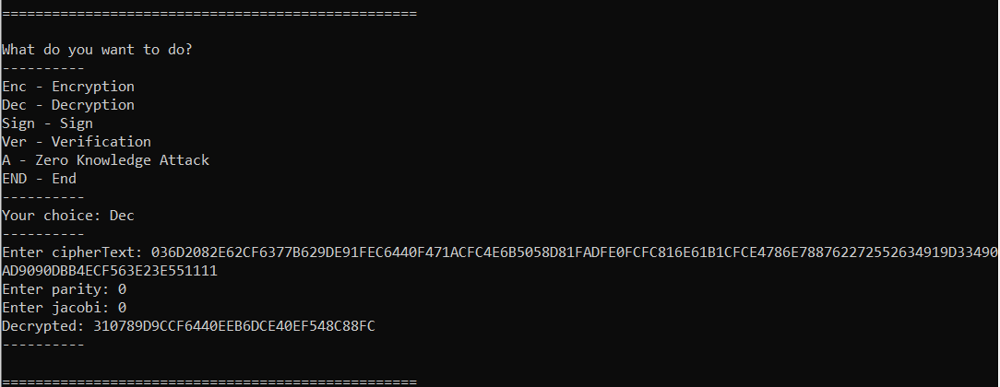 ==================================================
What do you want to do?
----------
Enc - Encryption
Dec - Decryption
Sign - Sign
Ver - Verification
A - Zero Knowledge Attack
END - End
----------
Your choice: Dec
----------
Enter cipherText: 036D2082E62CF6377B629DE91FEC6440F471ACFC4E6B5058D81FADFE0FCFC816E61B1CFCE4786E788762272552634919D33490
AD9090DBB4ECF563E23E551111
Enter parity: 0
Enter jacobi: 0
Decrypted: 310789D9CCF6440EEB6DCE40EF548C88FC
----------
==================================================